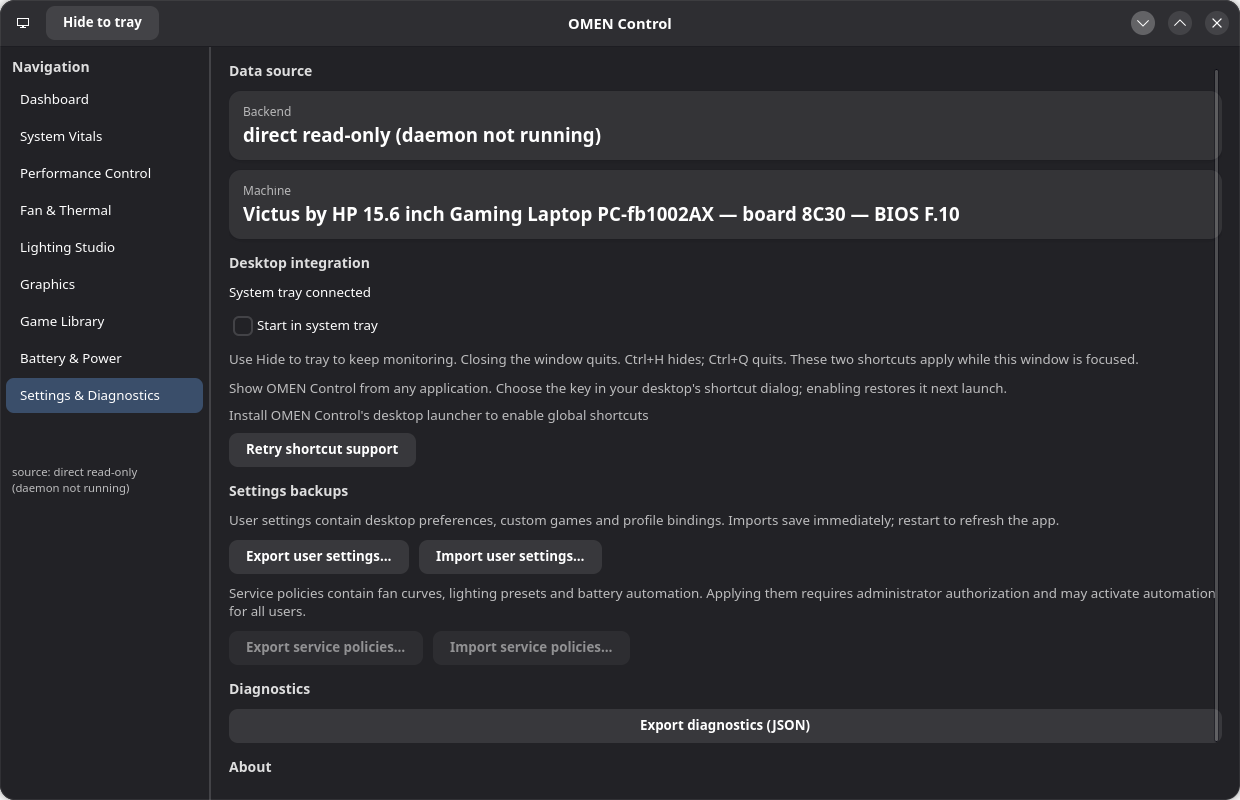 Hide to tray
OMEN Control
Navigation
Dashboard
System Vitals
Performance Control
Fan & Thermal
Lighting Studio
Graphics
Game Library
Battery & Power
Settings & Diagnostics
source: direct read-only
(daemon not running)
Data source
Backend
direct read-only (daemon not running)
Machine
Victus by HP 15.6 inch Gaming Laptop PC-fb1002AX — board 8C30 — BIOS F.10
Desktop integration
System tray connected
Start in system tray
Use Hide to tray to keep monitoring. Closing the window quits. Ctrl+H hides; Ctrl+Q quits. These two shortcuts apply while this window is focused.
Show OMEN Control from any application. Choose the key in your desktop's shortcut dialog; enabling restores it next launch.
Install OMEN Control's desktop launcher to enable global shortcuts
Retry shortcut support
Settings backups
User settings contain desktop preferences, custom games and profile bindings. Imports save immediately; restart to refresh the app.
Export user settings...
Import user settings...
Service policies contain fan curves, lighting presets and battery automation. Applying them requires administrator authorization and may activate automation
for all users.
Export service policies...
Import service policies...
Diagnostics
Export diagnostics (JSON)
About